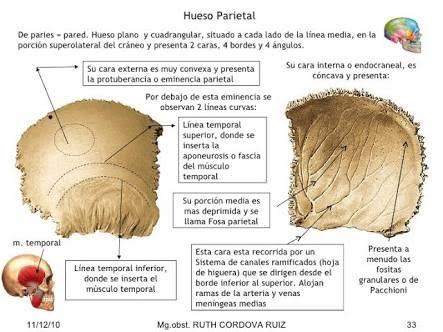 Hueso Parietal
De paries = pared. Hueso plano y cuadrangular, situado a cada lado de la línea media, en la
porción superolateral del cráneo y presenta 2 caras, 4 bordes y 4 ángulos.
Su cara externa es muy convexa y presenta
la protuberancia o eminencia parietal
Su cara interna o endocraneal, es
cóncava y presenta:
Por debajo de esta eminencia se
observan 2 líneas curvas:
Línea temporal
superior, donde se
inserta la
aponeurosis o fascia
del músculo
temporal
Su porción media es
mas deprimida y se
llama Fosa parietal
m. temporal
Línea temporal inferior,
donde se inserta el
músculo temporal
Esta cara esta recorrida por un
Sistema de canales ramificados (hoja
de higuera) que se dirigen desde el
borde inferior al superior. Alojan
ramas de la arteria y venas
meníngeas medias
Presenta a
menudo las
fositas
granulares o de
Pacchioni
11/12/10
Mg.obst. RUTH CORDOVA RUIZ
33